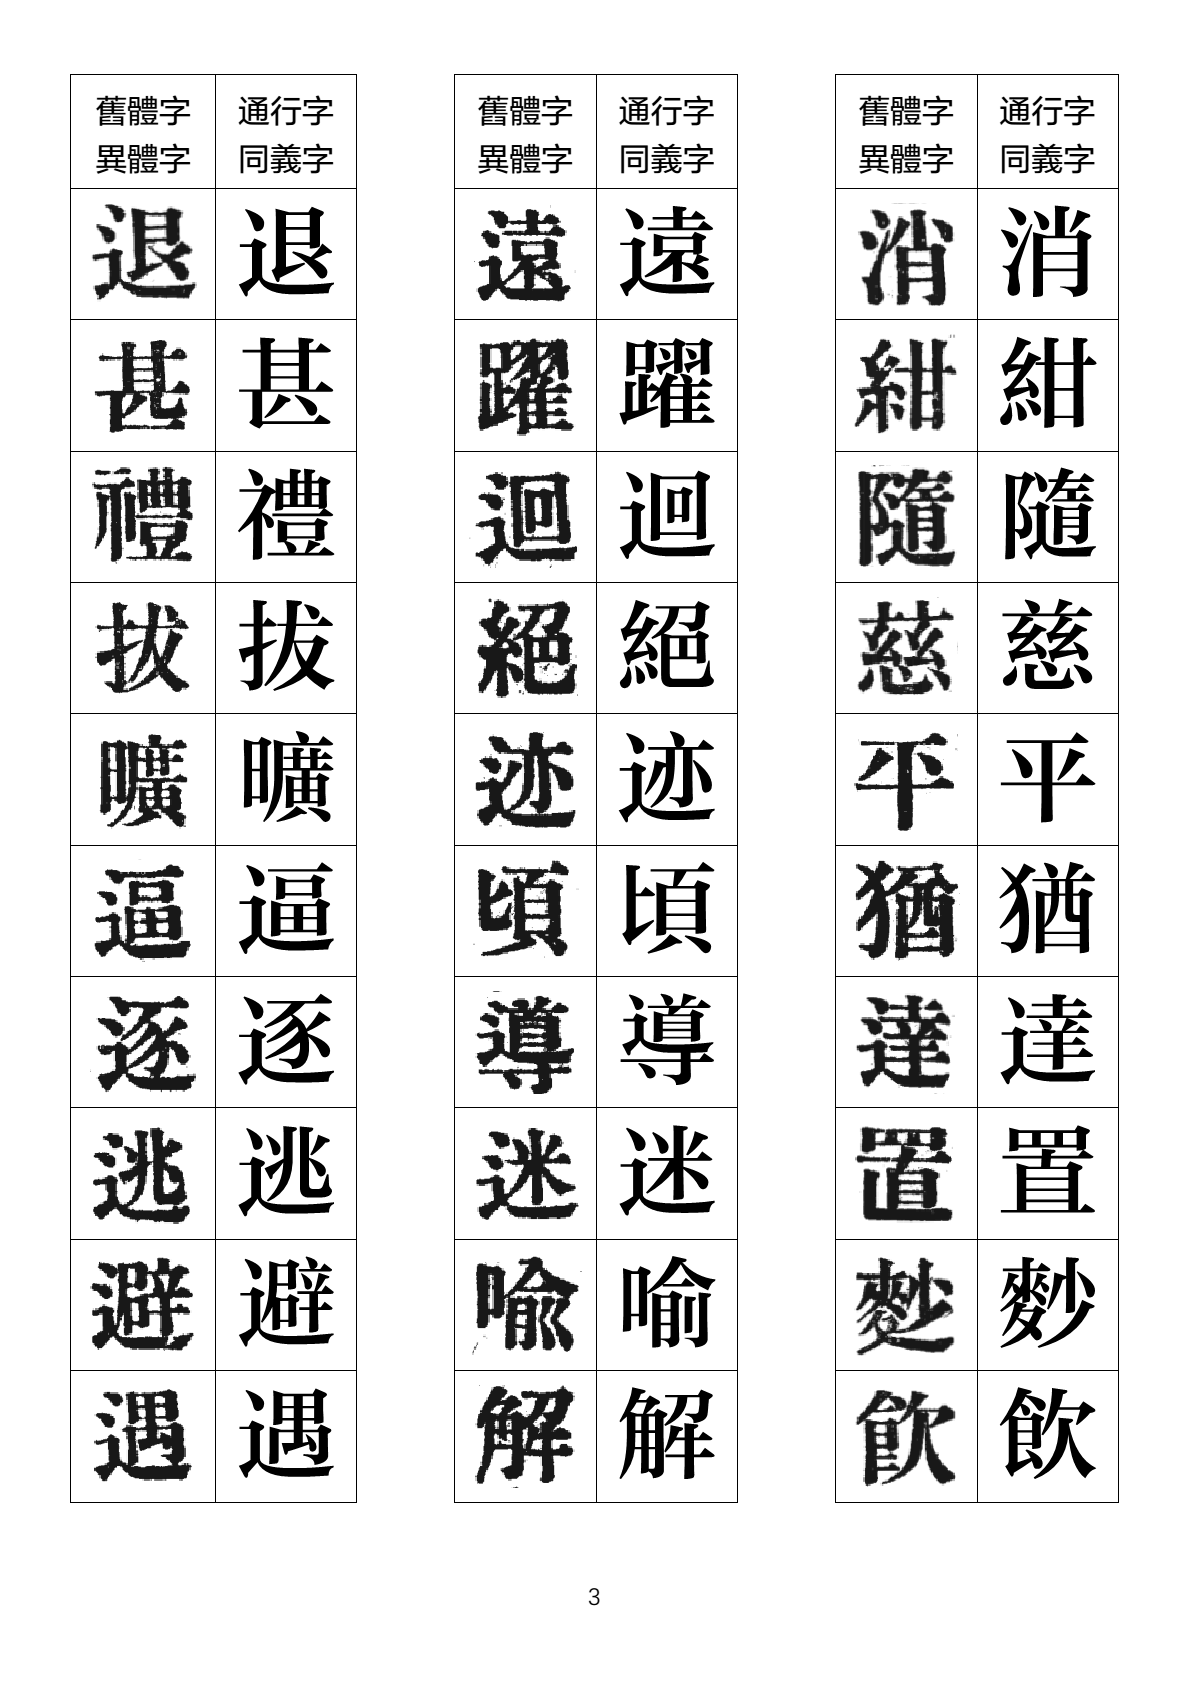 舊體字 通行字
異體字 同義字
退 退
甚 甚
禮 禮
拔 拔
曠 曠
逼 逼
逐 逐
逃 逃
避 避
遇 遇
舊體字 通行字
異體字 同義字
遠 遠
躍 躍
迴 迴
絕 絕
迹 迹
頃 頃
導 導
迷 迷
喻 喻
解 解
舊體字 通行字
異體字 同義字
消 消
紺 紺
隨 隨
慈 慈
平 平
猶 猶
達 達
置 置
麨 麨
飲 飲
3